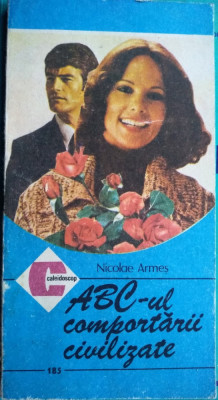 caleidoscop
Nicolae Armeș
ABC-ul
comportării
civilizate
185